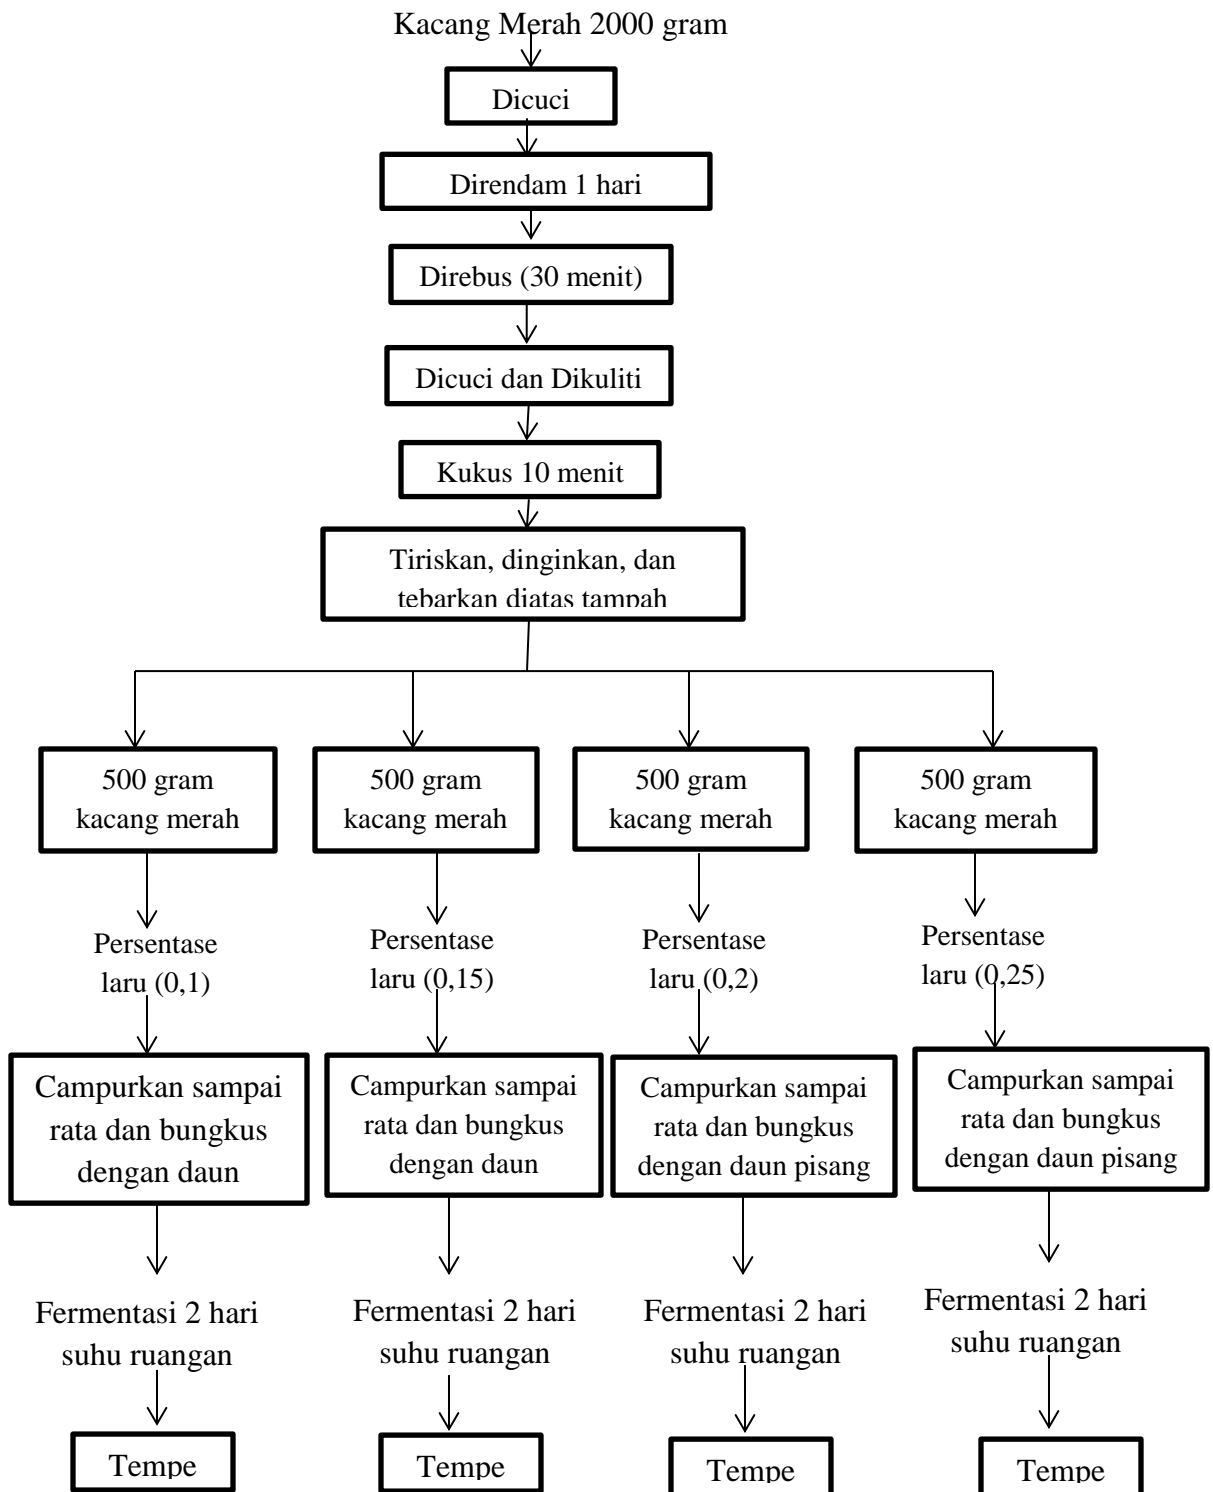 Kacang Merah 2000 gram
Dicuci
Direndam 1 hari
Direbus (30 menit)
Dicuci dan Dikuliti
Kukus 10 menit
Tiriskan, dinginkan, dan
tebarkan diatas tampah
500 gram
kacang merah
500 gram
kacang merah
500 gram
kacang merah
500 gram
kacang merah
Persentase
laru (0,1)
Persentase
laru (0,15)
Persentase
laru (0,2)
Persentase
laru (0,25)
Campurkan sampai
rata dan bungkus
dengan daun
Campurkan sampai
rata dan bungkus
dengan daun
Campurkan sampai
rata dan bungkus
dengan daun pisang
Campurkan sampai
rata dan bungkus
dengan daun pisang
Fermentasi 2 hari
suhu ruangan
Fermentasi 2 hari
suhu ruangan
Fermentasi 2 hari
suhu ruangan
Fermentasi 2 hari
suhu ruangan
Tempe
Tempe
Tempe
Tempe